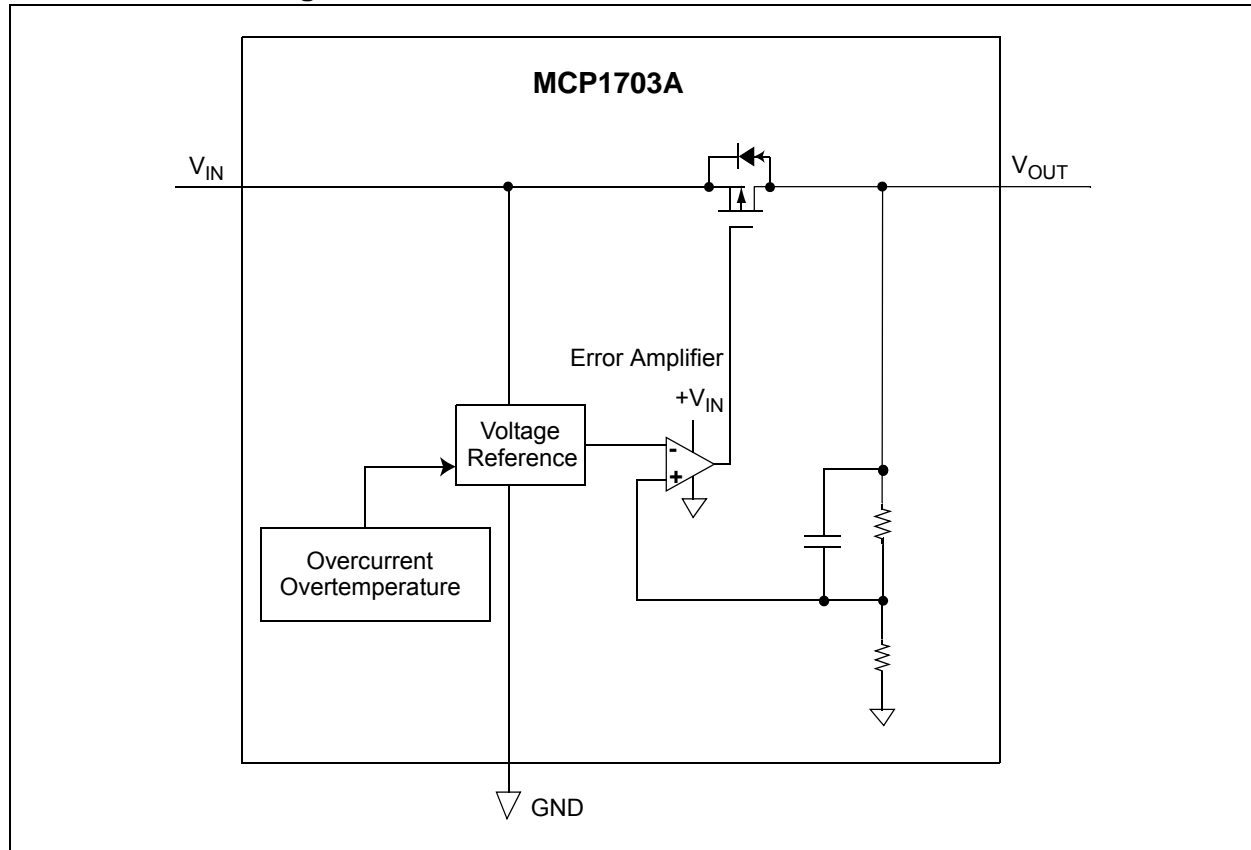 MCP1703A
VIN
VOUT
Error Amplifier
+VIN
Voltage
Reference
-
+
Overcurrent
Overtemperature
GND